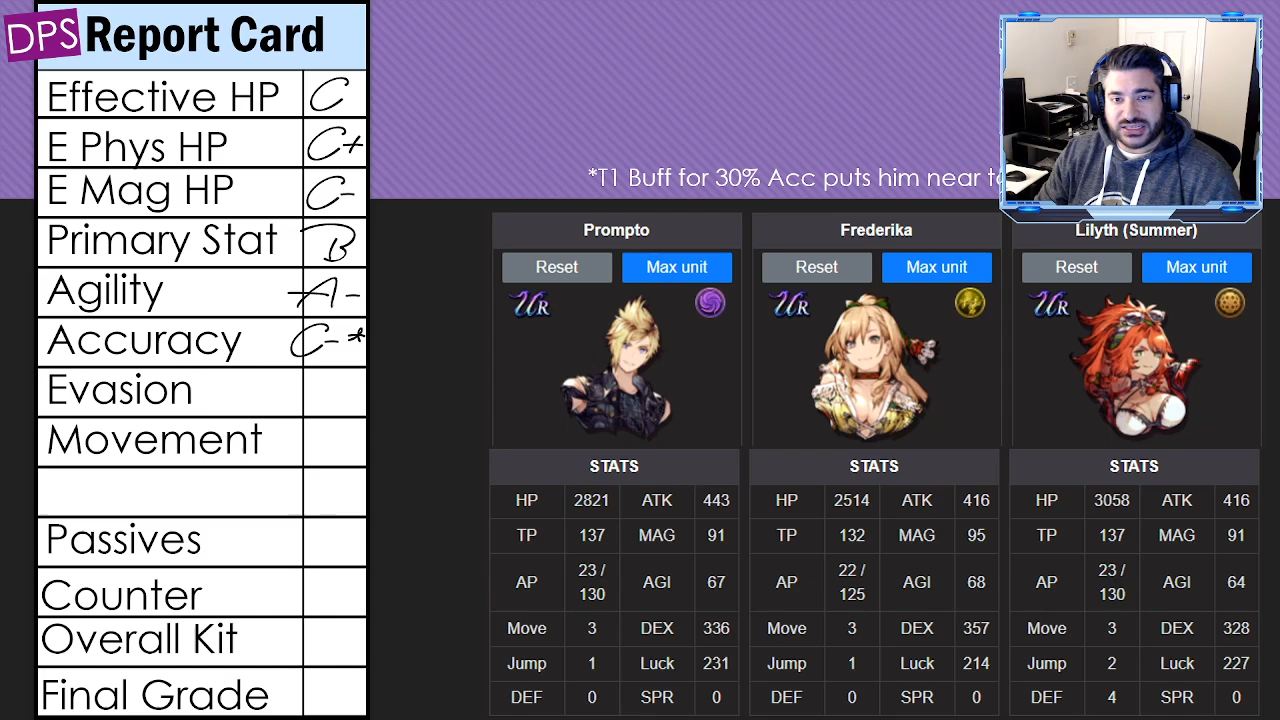 DPS Report Card
Effective HP C
E Phys HP C+
E Mag HP C-
Primary Stat B
Agility A-
Accuracy C-*
Evasion
Movement
Passives
Counter
Overall Kit
Final Grade
*T1 Buff for 30% Acc puts him near
Prompto
Reset Max unit
UR
STATS
HP 2821 ATK 443
TP 137 MAG 91
AP 23 / 130 AGI 67
Move 3 DEX 336
Jump 1 Luck 231
DEF 0 SPR 0
Frederika
Reset Max unit
UR
STATS
HP 2514 ATK 416
TP 132 MAG 95
AP 22 / 125 AGI 68
Move 3 DEX 357
Jump 1 Luck 214
DEF 0 SPR 0
Lilyth (Summer)
Reset Max unit
UR
STATS
HP 3058 ATK 416
TP 137 MAG 91
AP 23 / 130 AGI 64
Move 3 DEX 328
Jump 2 Luck 227
DEF 4 SPR 0